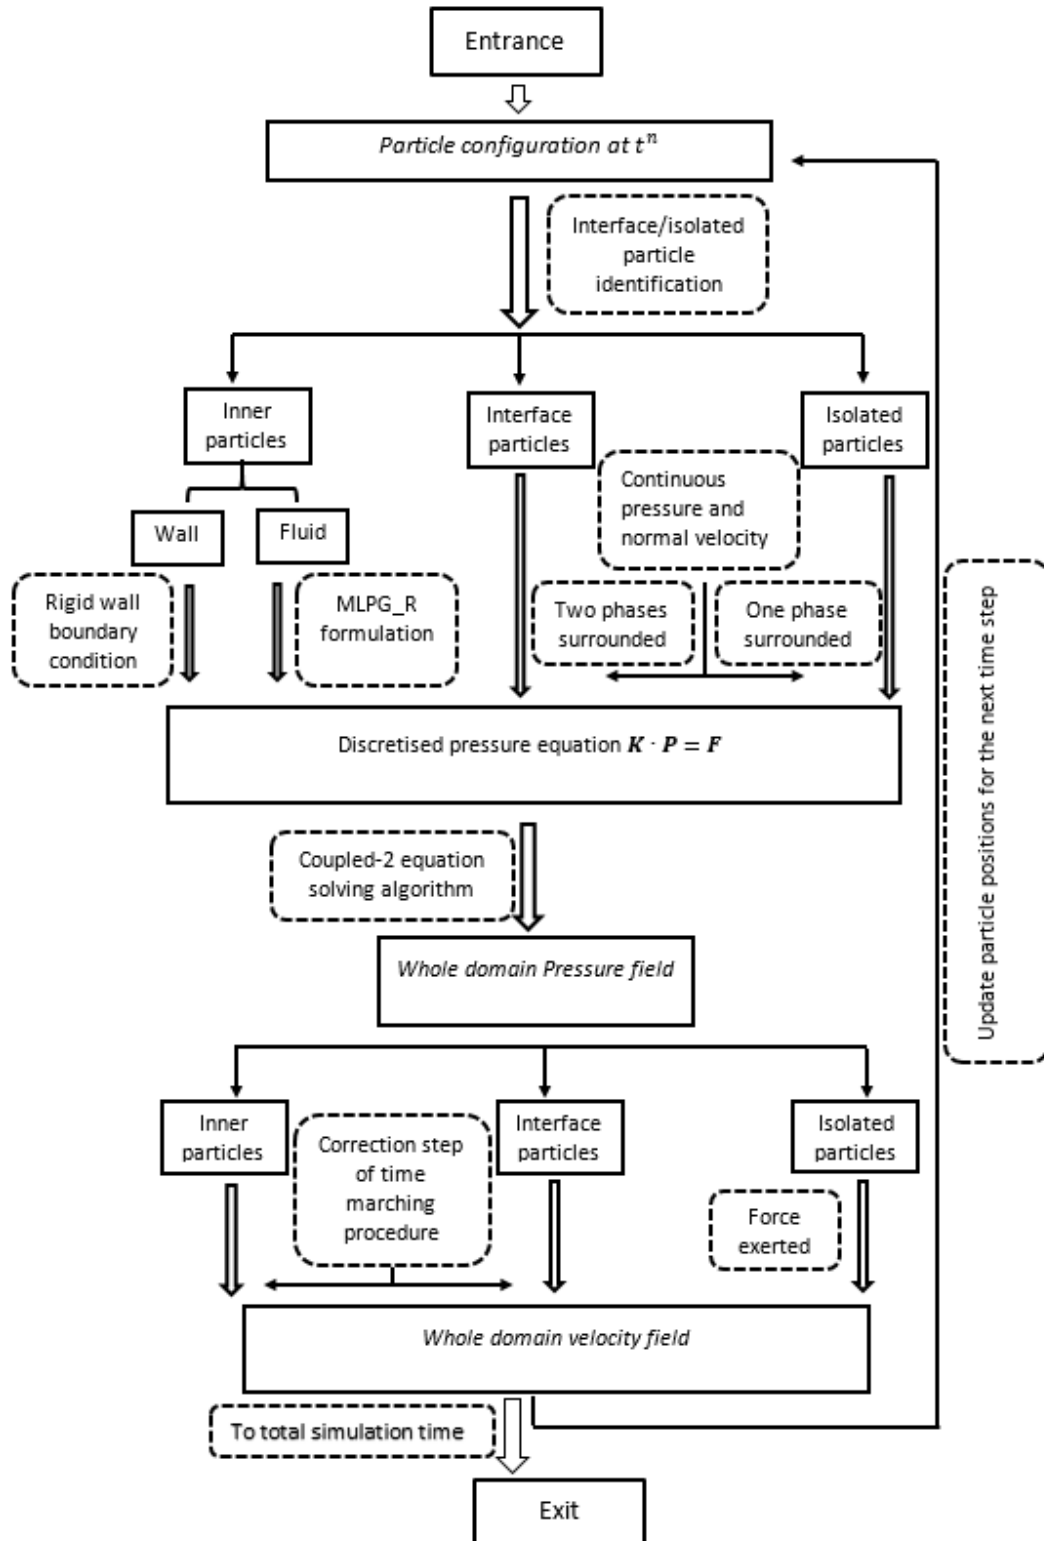 Entrance
Particle configuration at tⁿ
Interface/isolated
particle
identification
Inner
particles
Interface
particles
Isolated
particles
Continuous
pressure and
normal velocity
Wall
Fluid
Rigid wall
boundary
condition
MLPG_R
formulation
Two phases
surrounded
One phase
surrounded
Discretised pressure equation K · P = F
Coupled-2 equation
solving algorithm
Whole domain Pressure field
Update particle positions for the next time step
Inner
particles
Correction step
of time
marching
procedure
Interface
particles
Isolated
particles
Force
exerted
Whole domain velocity field
To total simulation time
Exit